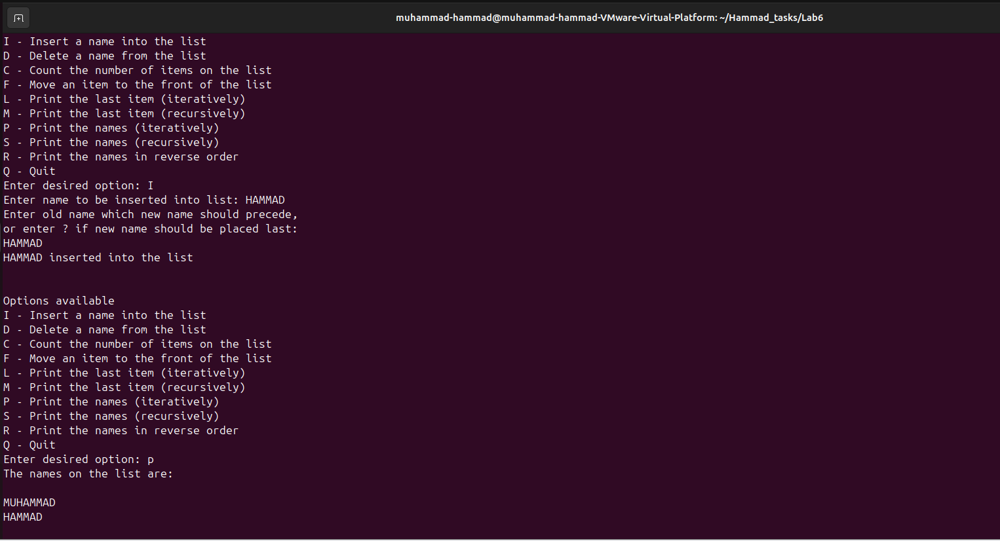 muhammad-hammad@muhammad-hammad-VMware-Virtual-Platform: ~/Hammad_tasks/Lab6
I - Insert a name into the list
D - Delete a name from the list
C - Count the number of items on the list
F - Move an item to the front of the list
L - Print the last item (iteratively)
M - Print the last item (recursively)
P - Print the names (iteratively)
S - Print the names (recursively)
R - Print the names in reverse order
Q - Quit
Enter desired option: I
Enter name to be inserted into list: HAMMAD
Enter old name which new name should precede,
or enter ? if new name should be placed last:
HAMMAD
HAMMAD inserted into the list
Options available
I - Insert a name into the list
D - Delete a name from the list
C - Count the number of items on the list
F - Move an item to the front of the list
L - Print the last item (iteratively)
M - Print the last item (recursively)
P - Print the names (iteratively)
S - Print the names (recursively)
R - Print the names in reverse order
Q - Quit
Enter desired option: p
The names on the list are:
MUHAMMAD
HAMMAD